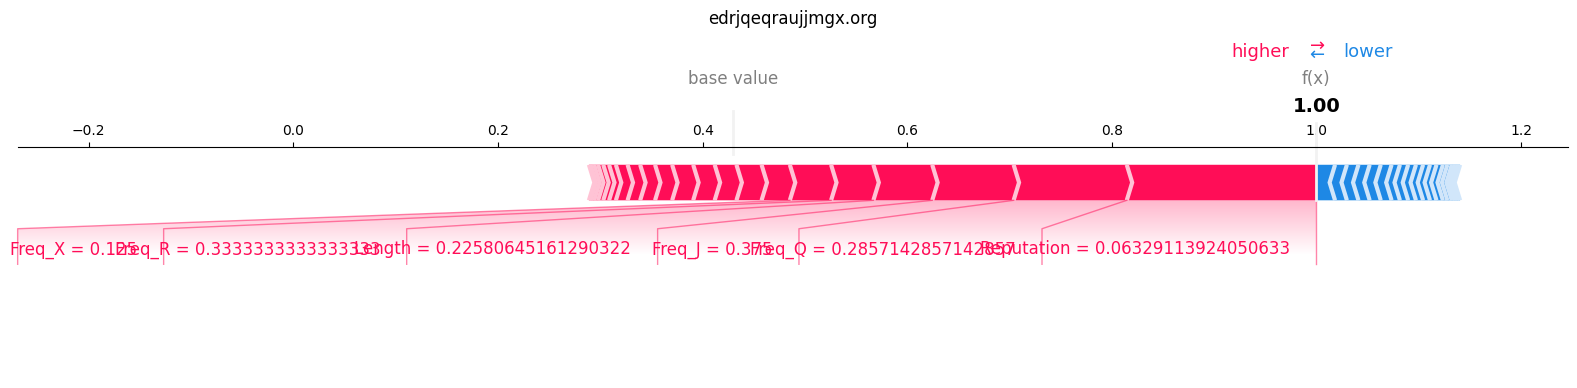 edrjqeqraujjmgx.org
higher ⇄ lower
base value f(x)
1.00
−0.2 0.0 0.2 0.4 0.6 0.8 1.0 1.2
Freq_X = 0.125 Freq_R = 0.3333333333333333 Length = 0.22580645161290322 Freq_J = 0.375 Freq_Q = 0.2857142857142857 Reputation = 0.06329113924050633